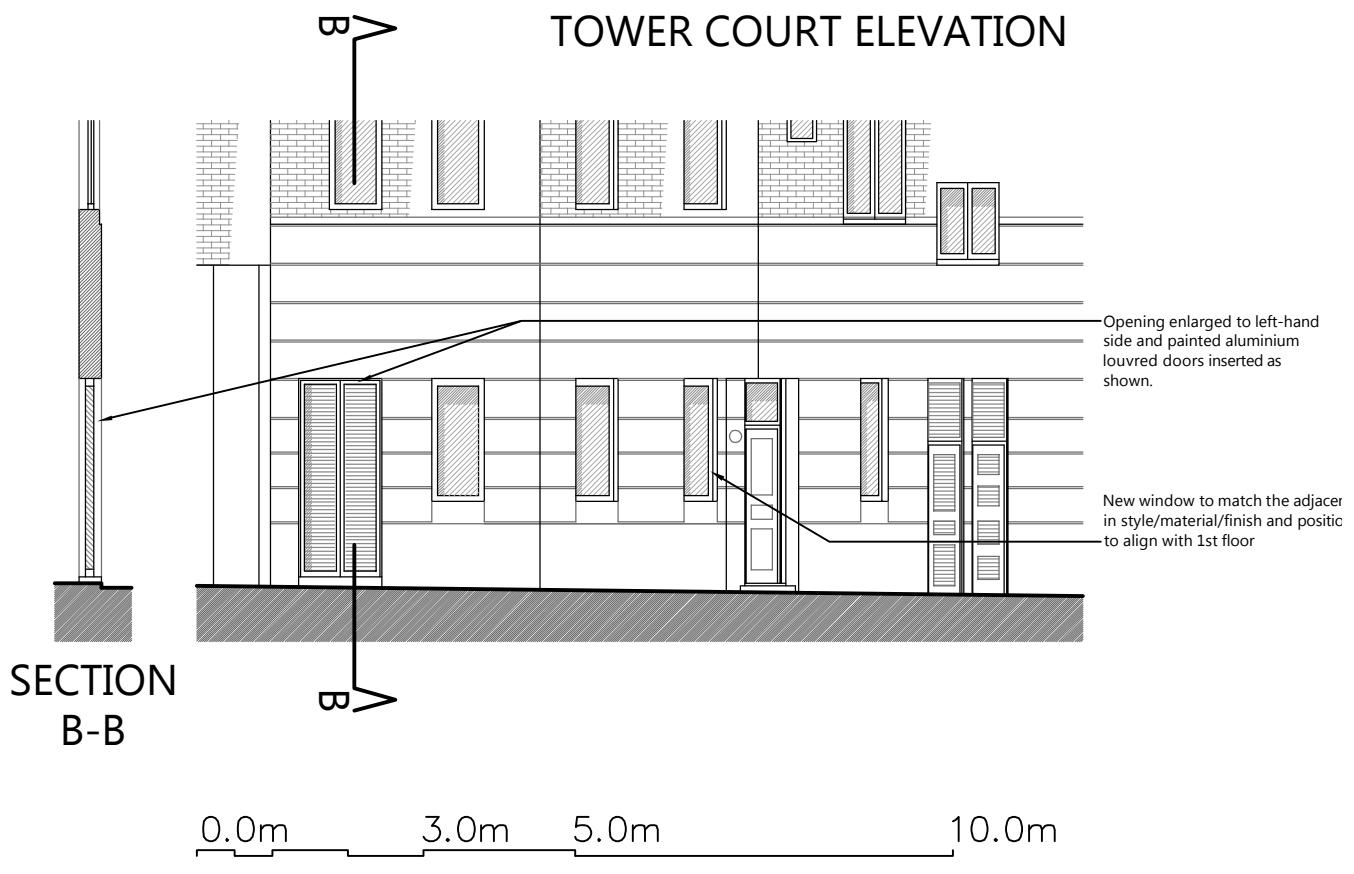 TOWER COURT ELEVATION
B
Opening enlarged to left-hand
side and painted aluminium
louvred doors inserted as
shown.
New window to match the
in style/material/finish and
to align with 1st floor
B
SECTION
B-B
0.0m 3.0m 5.0m 10.0m